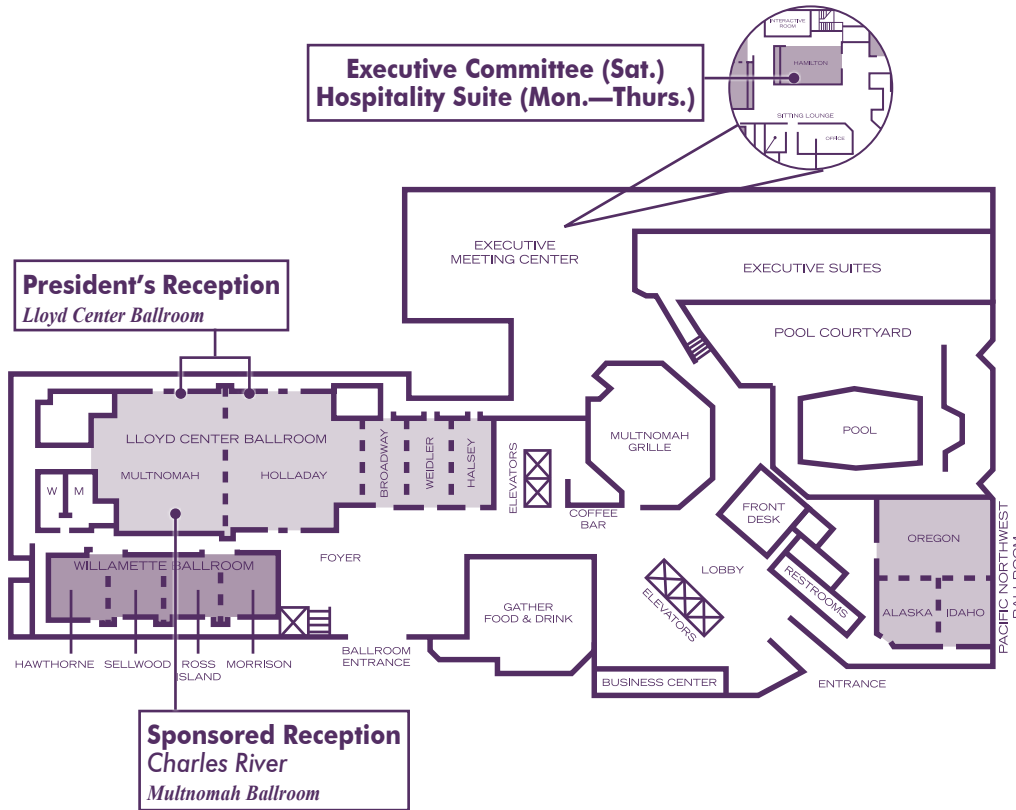 INTERACTIVE
ROOM
HAMILTON
SITTING LOUNGE
OFFICE
Executive Committee (Sat.)
Hospitality Suite (Mon.—Thurs.)
EXECUTIVE
MEETING CENTER
EXECUTIVE SUITES
President’s Reception
Lloyd Center Ballroom
POOL COURTYARD
POOL
LLOYD CENTER BALLROOM
MULTNOMAH
HOLLADAY
BROADWAY
WEIDLER
HALSEY
ELEVATORS
MULTNOMAH
GRILLE
COFFEE
BAR
W
M
FRONT
DESK
OREGON
ALASKA
IDAHO
PACIFIC NORTHWEST
BALLROOM
FOYER
LOBBY
RESTROOMS
ELEVATORS
WILLAMETTE BALLROOM
GATHER
FOOD & DRINK
HAWTHORNE
SELLWOOD
ROSS
ISLAND
MORRISON
BALLROOM
ENTRANCE
BUSINESS CENTER
ENTRANCE
Sponsored Reception
Charles River
Multnomah Ballroom